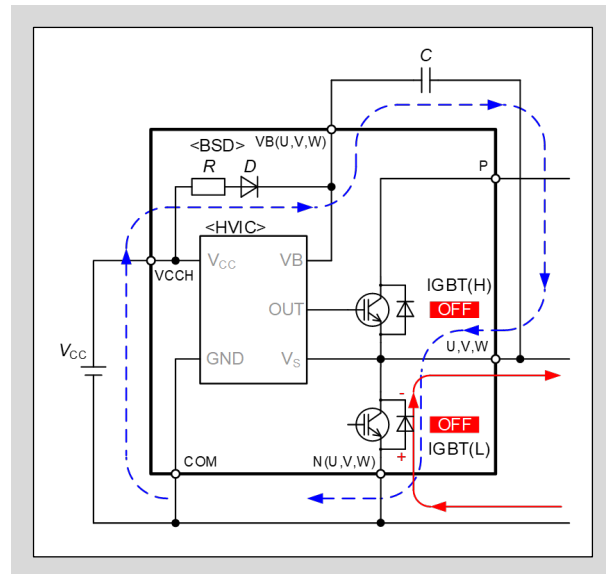 C
VB(U,V,W)
<BSD>
R D
P
<HVIC>
VCCH
VCC VB
IGBT(H)
OUT OFF
U,V,W
VCC
GND VS
-
OFF
+ IGBT(L)
COM N(U,V,W)